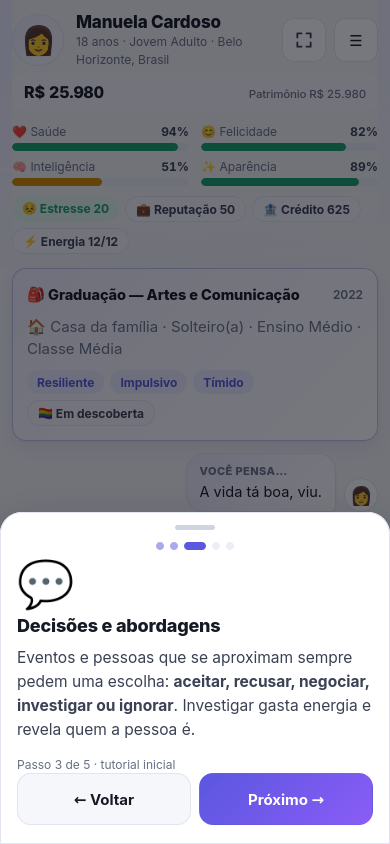 Manuela Cardoso
18 anos · Jovem Adulto · Belo
Horizonte, Brasil
R$ 25.980
Patrimônio R$ 25.980
❤️ Saúde 94%
😊 Felicidade 82%
🧠 Inteligência 51%
✨ Aparência 89%
😣 Estresse 20
💼 Reputação 50
🏦 Crédito 625
⚡ Energia 12/12
🎒 Graduação — Artes e Comunicação 2022
🏠 Casa da família · Solteiro(a) · Ensino Médio ·
Classe Média
Resiliente
Impulsivo
Tímido
🏳️‍🌈 Em descoberta
VOCÊ PENSA...
A vida tá boa, viu.
Decisões e abordagens
Eventos e pessoas que se aproximam sempre
pedem uma escolha: aceitar, recusar, negociar,
investigar ou ignorar. Investigar gasta energia e
revela quem a pessoa é.
Passo 3 de 5 · tutorial inicial
← Voltar
Próximo →